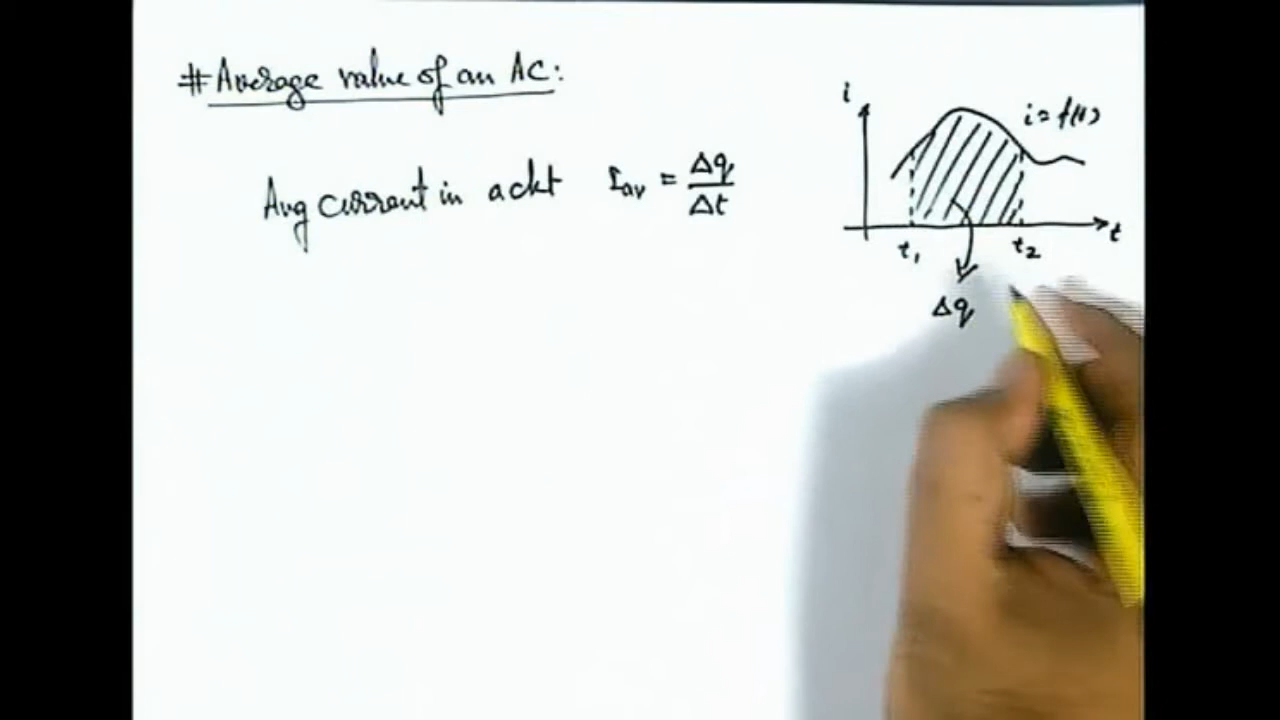 # Average value of an AC:
i
i = f(t)
Avg current in a ckt Iav = Δq/Δt
t
t₁
t₂
Δq